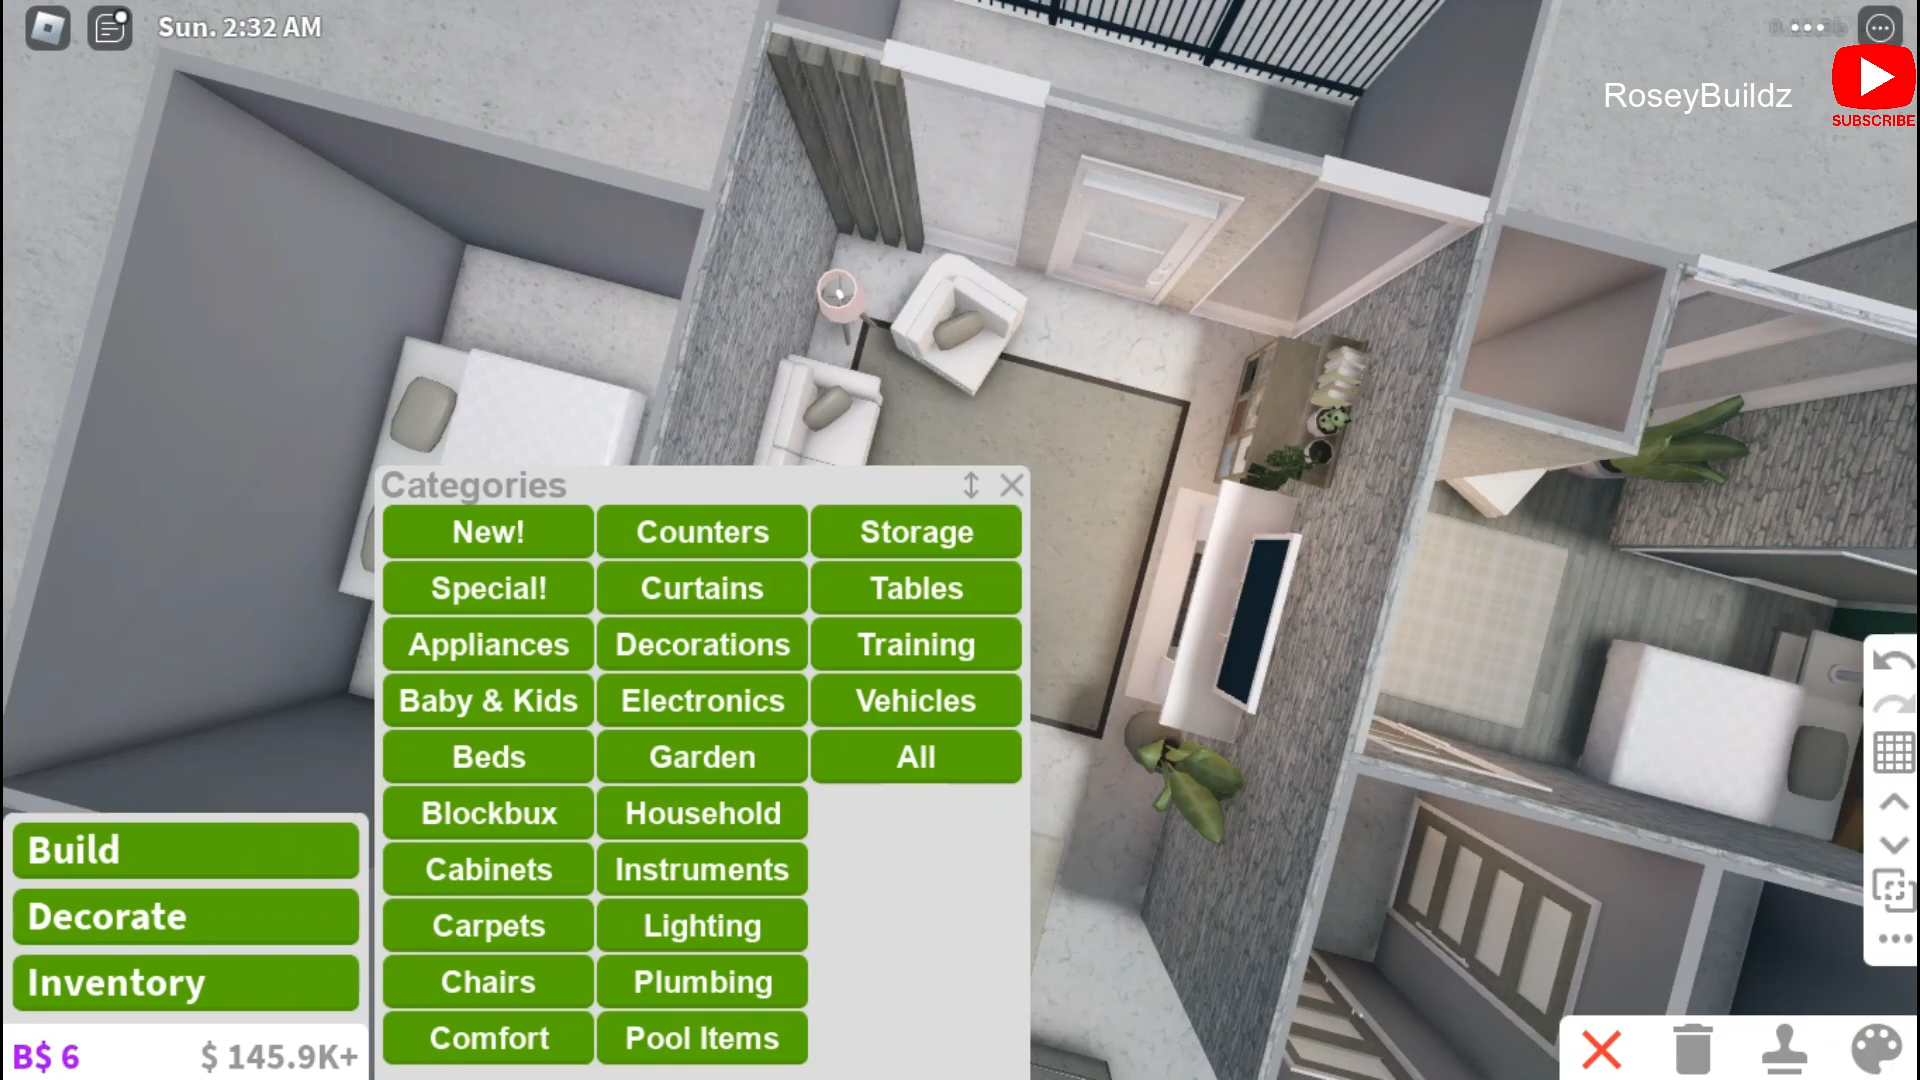 Sun. 2:32 AM
RoseyBuildz
SUBSCRIBE
Categories
New!
Counters
Storage
Special!
Curtains
Tables
Appliances
Decorations
Training
Baby & Kids
Electronics
Vehicles
Beds
Garden
All
Blockbux
Household
Cabinets
Instruments
Carpets
Lighting
Chairs
Plumbing
Comfort
Pool Items
Build
Decorate
Inventory
B$ 6
$ 145.9K+